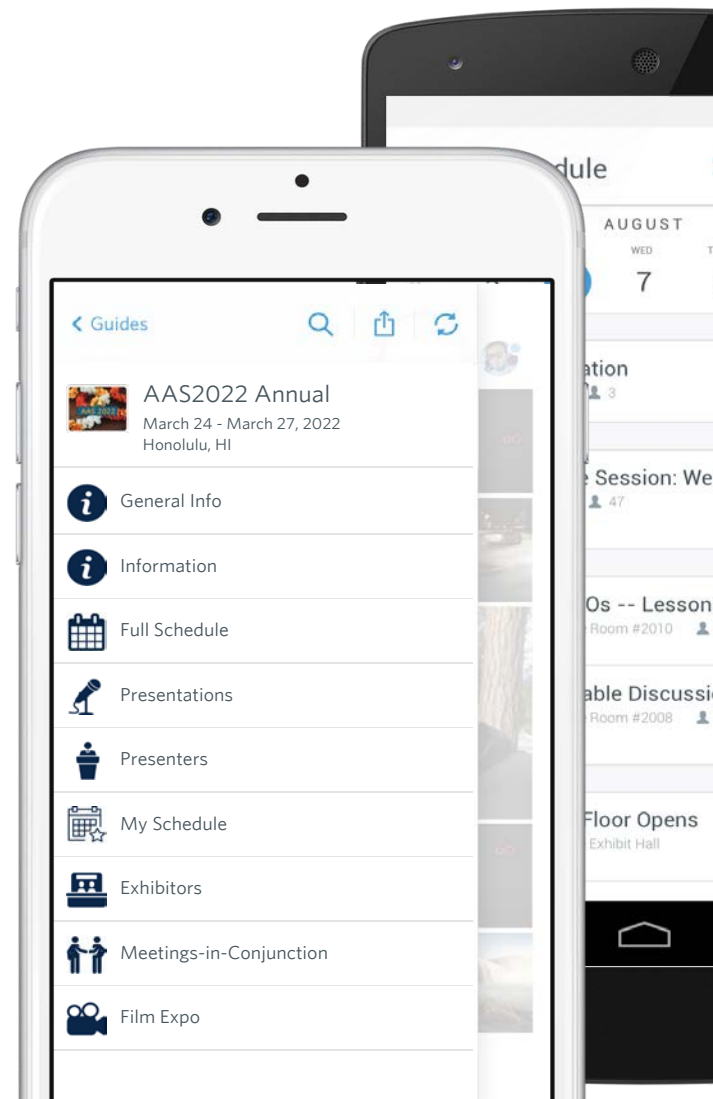 Guides
AAS2022 Annual
March 24 - March 27, 2022
Honolulu, HI
AAS 2022
General Info
Information
Full Schedule
Presentations
Presenters
My Schedule
Exhibitors
Meetings-in-Conjunction
Film Expo
dule
AUGUST
WED
T
7
ation
3
Session: We
47
Os -- Lesson
Room #2010
able Discussi
Room #2008
Floor Opens
Exhibit Hall